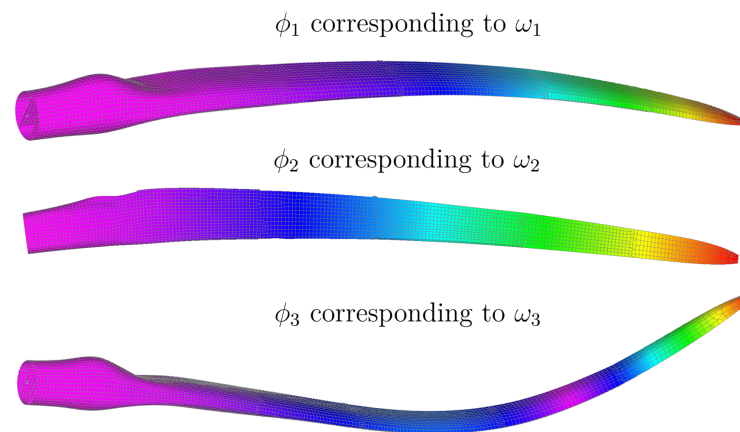 ϕ₁ corresponding to ω₁
ϕ₂ corresponding to ω₂
ϕ₃ corresponding to ω₃